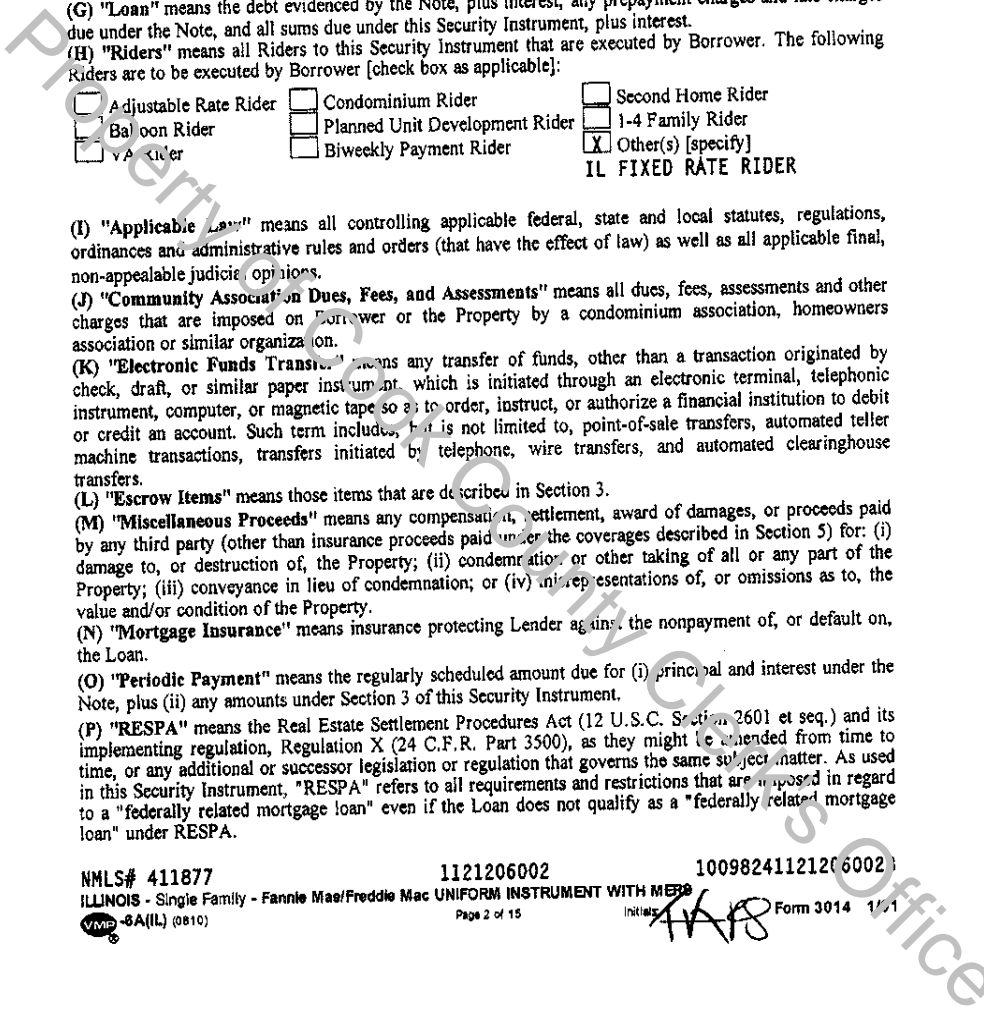 (G) "Loan" means the debt evidenced by the Note, plus interest, any prepayment charges and late charges
due under the Note, and all sums due under this Security Instrument, plus interest.
(H) "Riders" means all Riders to this Security Instrument that are executed by Borrower. The following
Riders are to be executed by Borrower [check box as applicable]:
Adjustable Rate Rider Condominium Rider Second Home Rider
Balloon Rider Planned Unit Development Rider 1-4 Family Rider
VA Rider Biweekly Payment Rider X Other(s) [specify]
IL FIXED RATE RIDER
(I) "Applicable Law" means all controlling applicable federal, state and local statutes, regulations,
ordinances and administrative rules and orders (that have the effect of law) as well as all applicable final,
non-appealable judicial opinions.
(J) "Community Association Dues, Fees, and Assessments" means all dues, fees, assessments and other
charges that are imposed on Borrower or the Property by a condominium association, homeowners
association or similar organization.
(K) "Electronic Funds Transfer" means any transfer of funds, other than a transaction originated by
check, draft, or similar paper instrument, which is initiated through an electronic terminal, telephonic
instrument, computer, or magnetic tape so as to order, instruct, or authorize a financial institution to debit
or credit an account. Such term includes, but is not limited to, point-of-sale transfers, automated teller
machine transactions, transfers initiated by telephone, wire transfers, and automated clearinghouse
transfers.
(L) "Escrow Items" means those items that are described in Section 3.
(M) "Miscellaneous Proceeds" means any compensation, settlement, award of damages, or proceeds paid
by any third party (other than insurance proceeds paid under the coverages described in Section 5) for: (i)
damage to, or destruction of, the Property; (ii) condemnation or other taking of all or any part of the
Property; (iii) conveyance in lieu of condemnation; or (iv) misrepresentations of, or omissions as to, the
value and/or condition of the Property.
(N) "Mortgage Insurance" means insurance protecting Lender against the nonpayment of, or default on,
the Loan.
(O) "Periodic Payment" means the regularly scheduled amount due for (i) principal and interest under the
Note, plus (ii) any amounts under Section 3 of this Security Instrument.
(P) "RESPA" means the Real Estate Settlement Procedures Act (12 U.S.C. Section 2601 et seq.) and its
implementing regulation, Regulation X (24 C.F.R. Part 3500), as they might be amended from time to
time, or any additional or successor legislation or regulation that governs the same subject matter. As used
in this Security Instrument, "RESPA" refers to all requirements and restrictions that are imposed in regard
to a "federally related mortgage loan" even if the Loan does not qualify as a "federally related mortgage
loan" under RESPA.
NMLS# 411877 1121206002 100982411212060023
ILLINOIS - Single Family - Fannie Mae/Freddie Mac UNIFORM INSTRUMENT WITH MERS
VMP -6A(IL) (0810) Page 2 of 15 Initials: Form 3014 1/01
Property of Cook County Clerk's Office